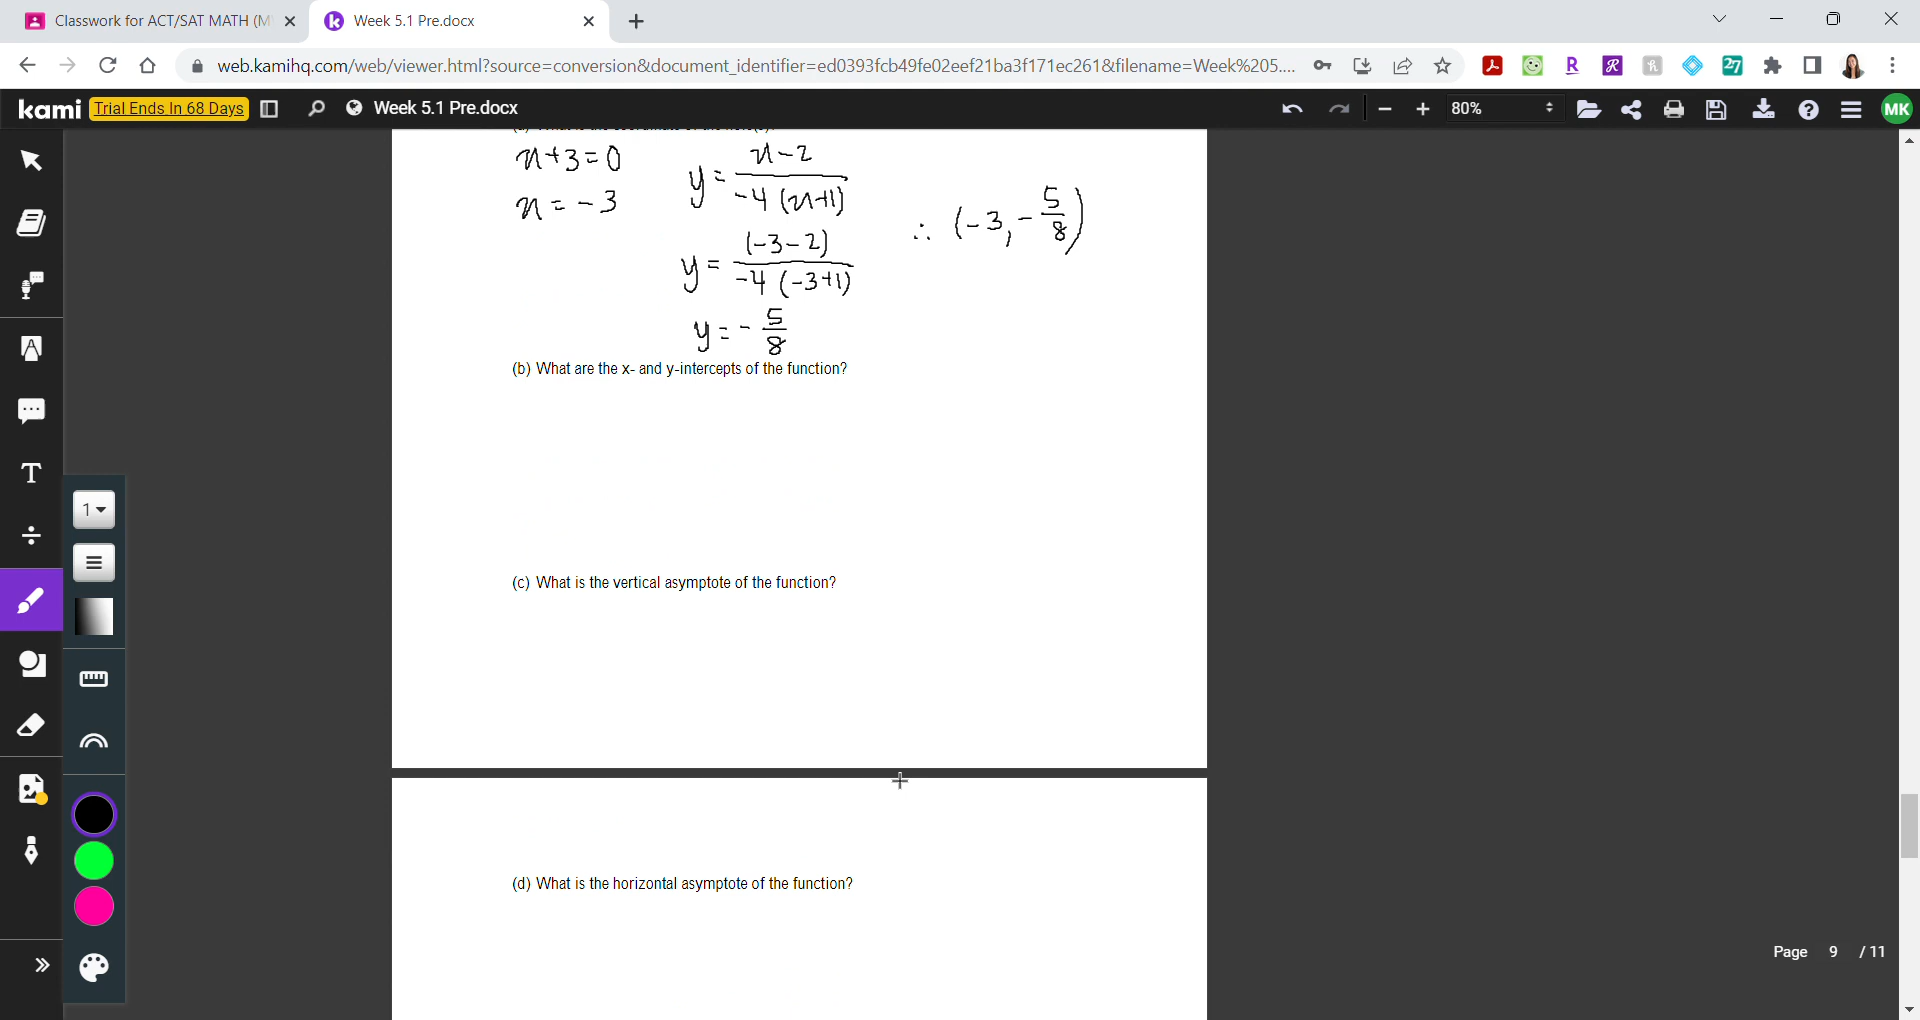 Classwork for ACT/SAT MATH (M
Week 5.1 Pre.docx
web.kamihq.com/web/viewer.html?source=conversion&document_identifier=ed0393fcb49fe02eef21ba3f171ec261&filename=Week%205....
27
kami Trial Ends In 68 Days Week 5.1 Pre.docx 80% MK
x+3=0
x=-3
y = x-2 / -4(x+1)
y = (-3-2) / -4(-3+1)
y = - 5/8
∴ (-3, - 5/8)
(b) What are the x- and y-intercepts of the function?
1
(c) What is the vertical asymptote of the function?
(d) What is the horizontal asymptote of the function?
Page 9 / 11